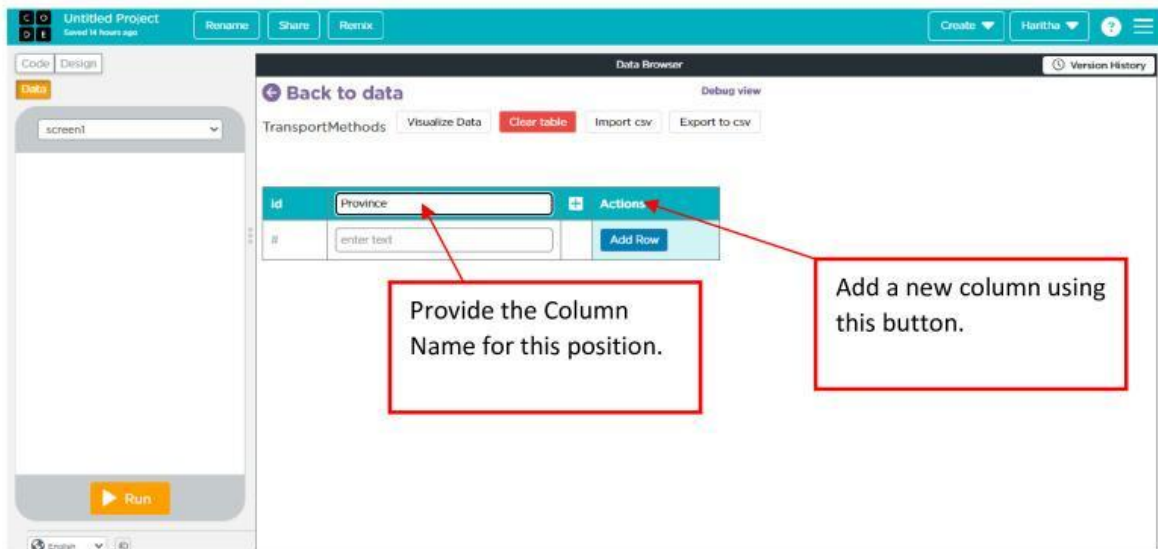 CODE
Untitled Project
Saved 14 hours ago
Rename
Share
Remix
Create
Haritha
?
Code
Design
Data Browser
Version History
Data
Back to data
Debug view
screen1
TransportMethods
Visualize Data
Clear table
Import csv
Export to csv
id
Province
+
Actions
#
enter text
Add Row
Provide the Column
Name for this position.
Add a new column using
this button.
Run
English